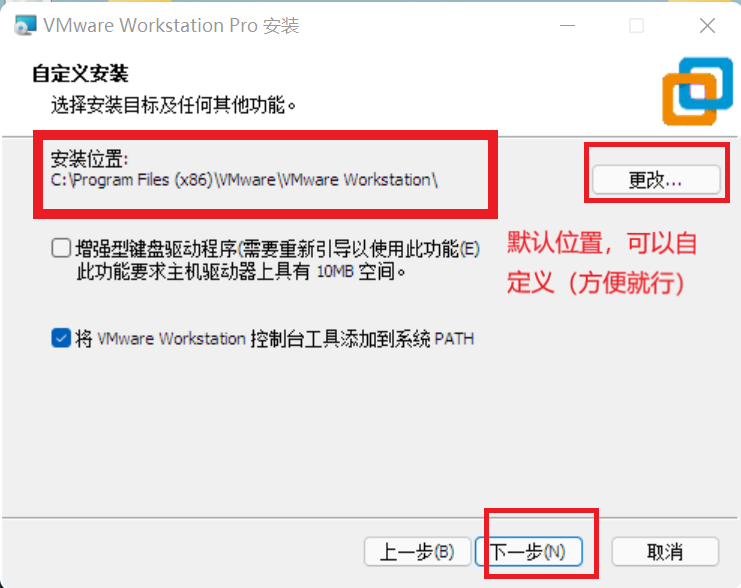 VMware Workstation Pro 安装
自定义安装
选择安装目标及任何其他功能。
安装位置:
C:\Program Files (x86)\VMware\VMware Workstation\
更改...
默认位置，可以自
定义（方便就行）
增强型键盘驱动程序(需要重新引导以使用此功能(E)
此功能要求主机驱动器上具有 10MB 空间。
将 VMware Workstation 控制台工具添加到系统 PATH
上一步(B)
下一步(N)
取消